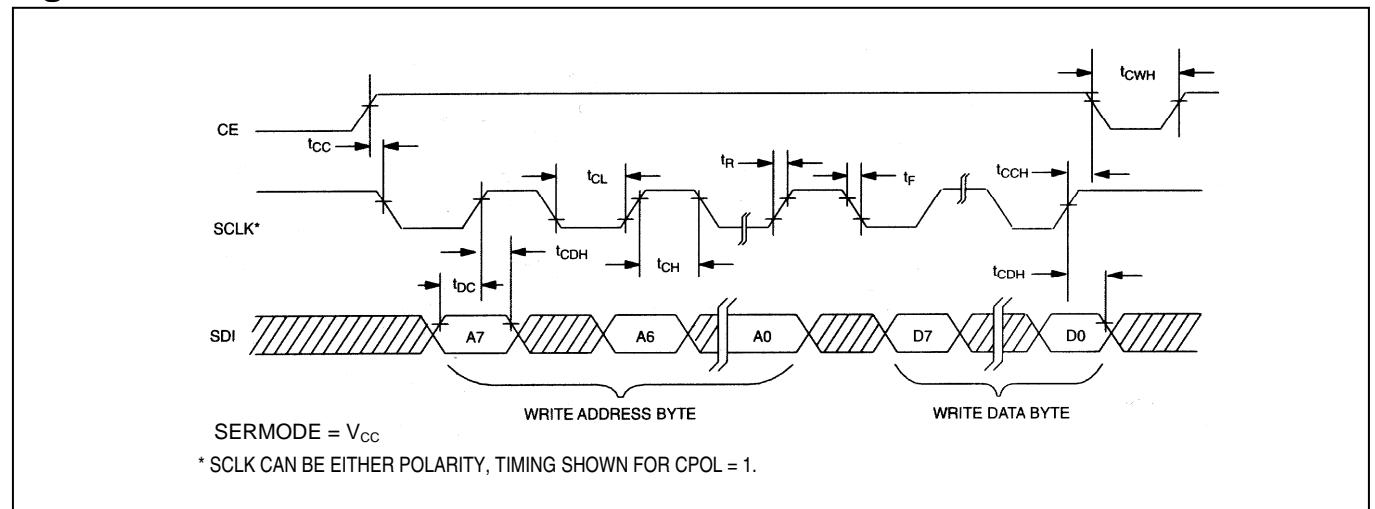 tCWH
CE
tCC
tR
tF
tCL
tCCH
SCLK*
tCDH
tCH
tCDH
tDC
SDI
A7
A6
A0
D7
D0
WRITE ADDRESS BYTE
WRITE DATA BYTE
SERMODE = VCC
* SCLK CAN BE EITHER POLARITY, TIMING SHOWN FOR CPOL = 1.